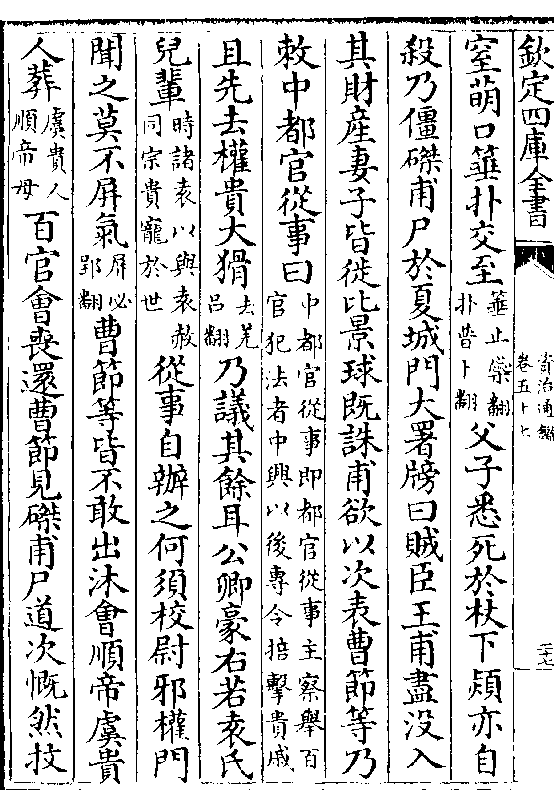 欽定四庫全書
資治通鑑
卷五十七
二十七
窒萌口箠扑交至箠止橤翻扑普卜翻父子悉死於杖下熲亦自
殺乃僵磔甫尸於夏城門大署牓曰賊臣王甫盡没入
其財産妻子皆徙比景球既誅甫欲以次表曹節等乃
敕中都官從事曰中都官從事即都官從事主察舉百官犯法者中興以後專令掊擊貴戚
且先去權貴大猾去羌吕翻乃議其餘耳公卿豪右若袁氏
兒輩時諸袁以與袁赦同宗貴寵於世從事自辦之何須校尉邪權門
聞之莫不屏氣屏必郢翻曹節等皆不敢出沐會順帝虞貴
人葬虞貴人順帝母百官會喪還曹節見磔甫尸道次慨然抆